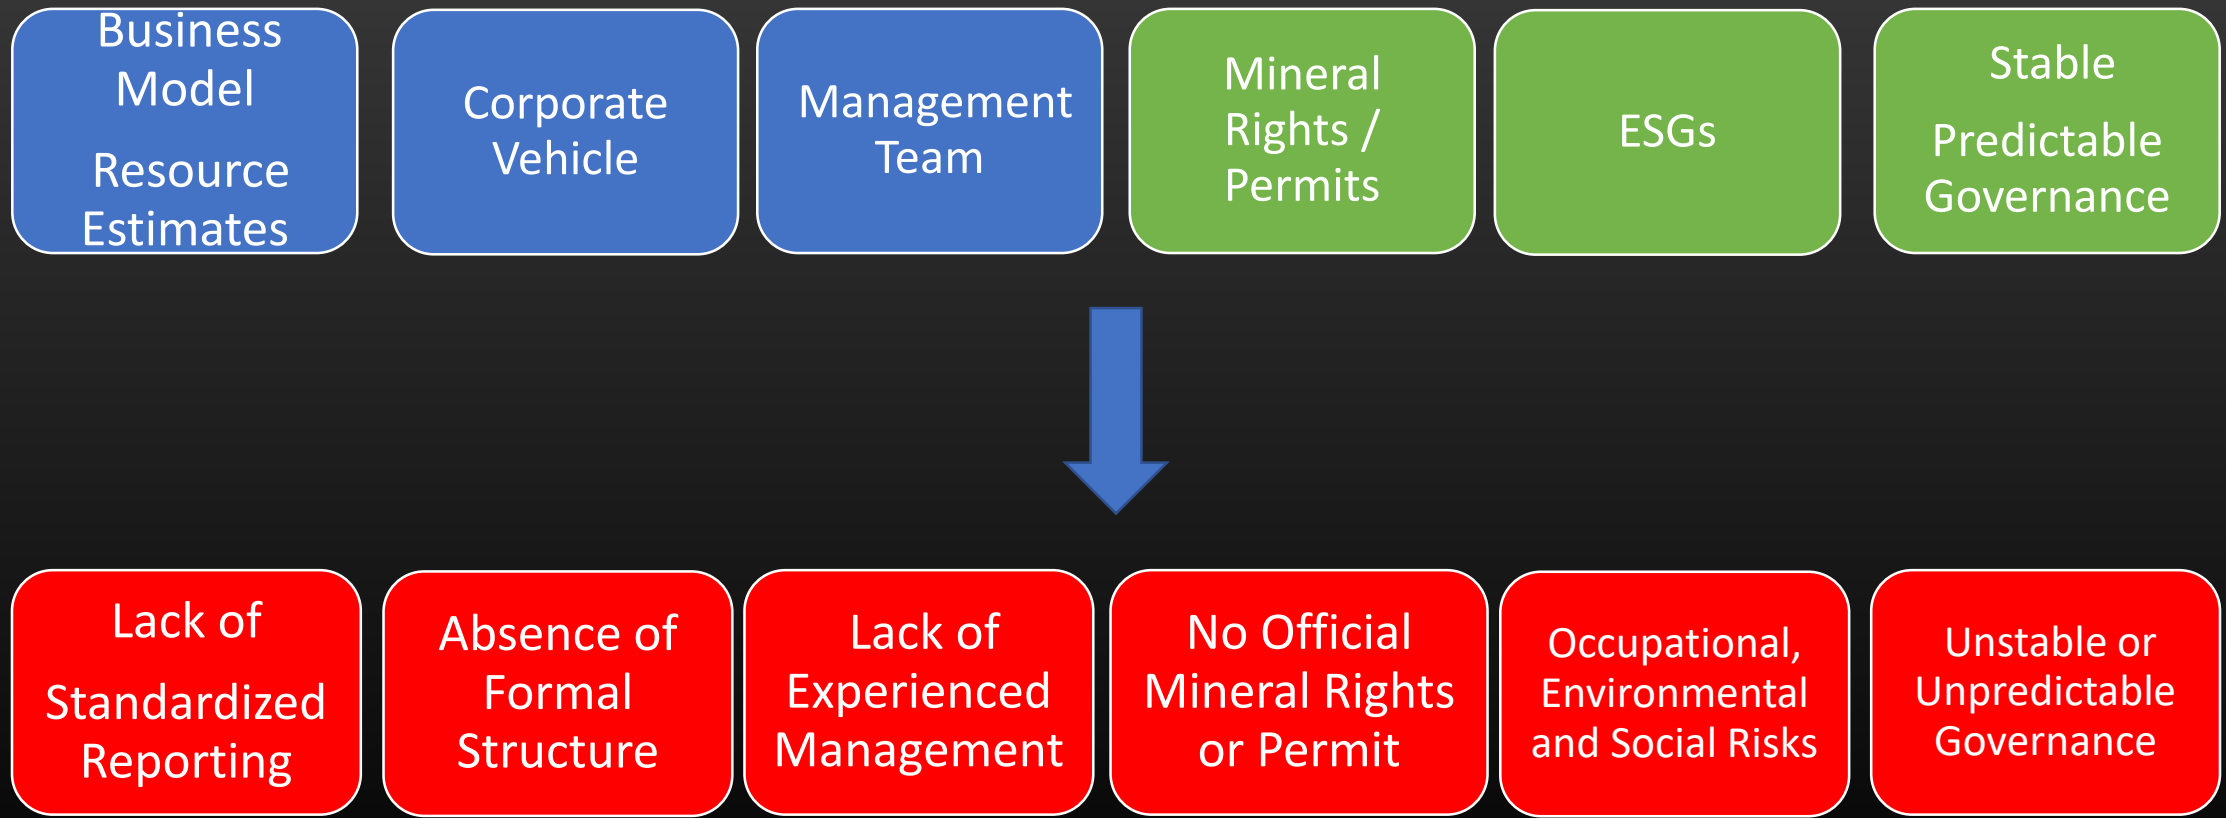 Business
Model
Resource
Estimates
Corporate
Vehicle
Management
Team
Mineral
Rights /
Permits
ESGs
Stable
Predictable
Governance
Lack of
Standardized
Reporting
Absence of
Formal
Structure
Lack of
Experienced
Management
No Official
Mineral Rights
or Permit
Occupational,
Environmental
and Social Risks
Unstable or
Unpredictable
Governance